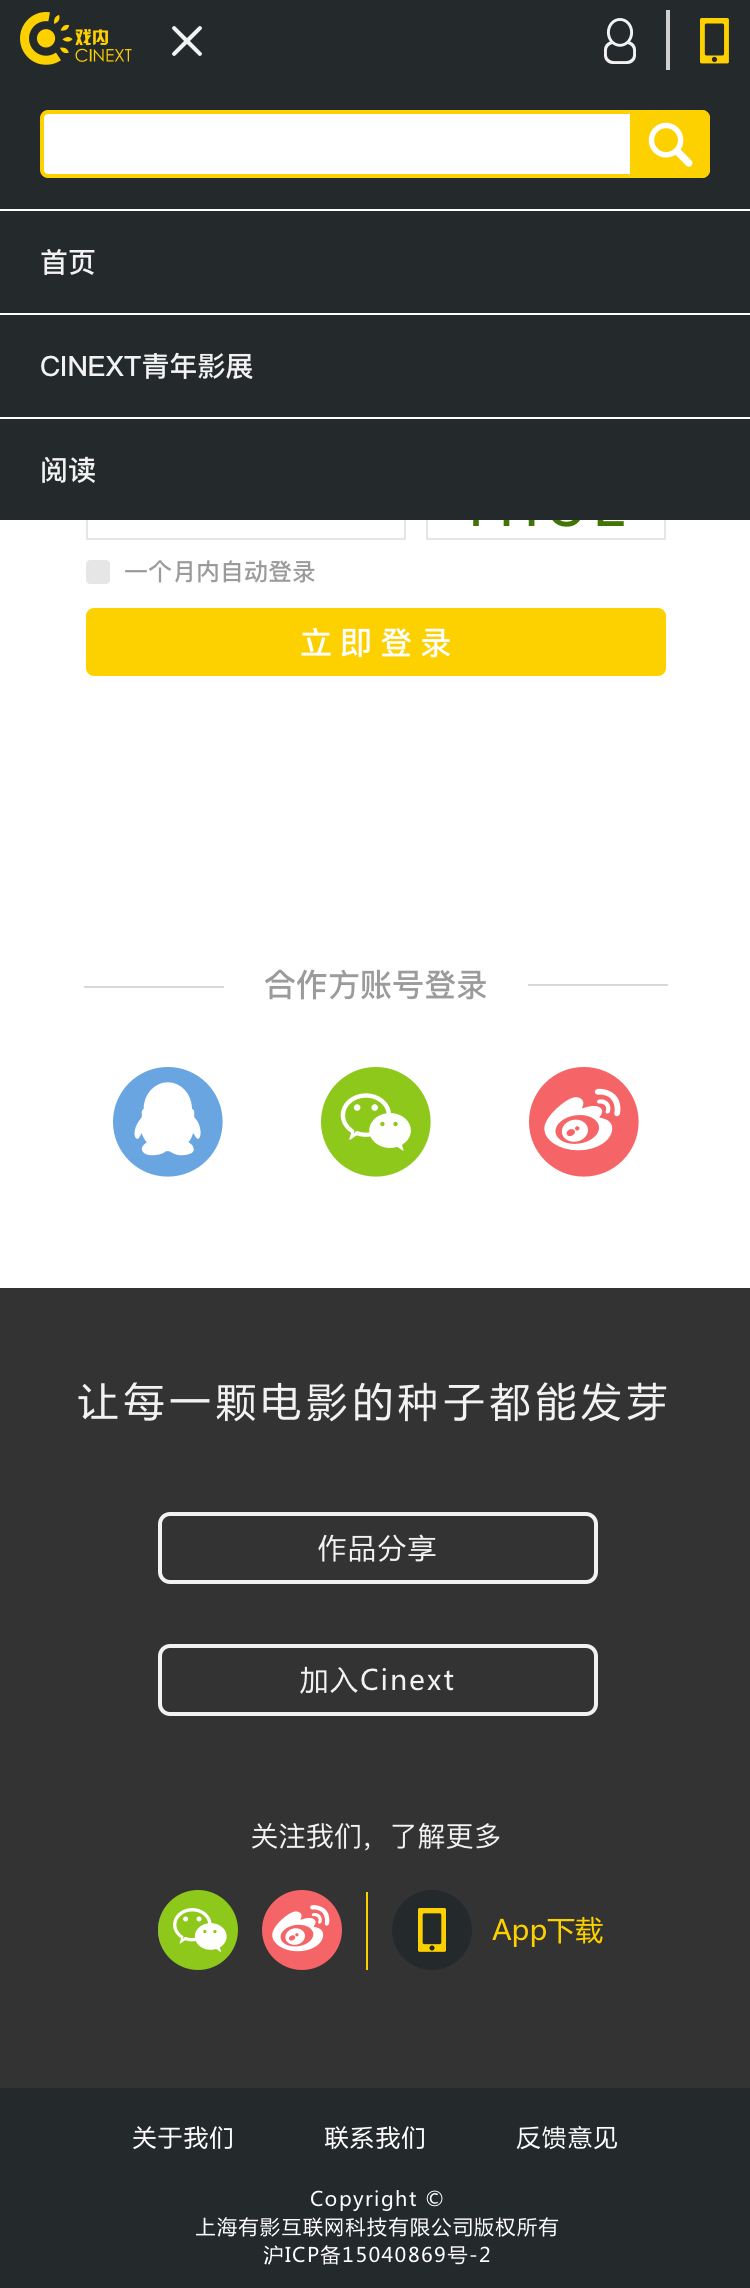 戏内
CINEXT
首页
CINEXT青年影展
阅读
一个月内自动登录
立即登录
合作方账号登录
让每一颗电影的种子都能发芽
作品分享
加入Cinext
关注我们，了解更多
App下载
关于我们 联系我们 反馈意见
Copyright ©
上海有影互联网科技有限公司版权所有
沪ICP备15040869号-2